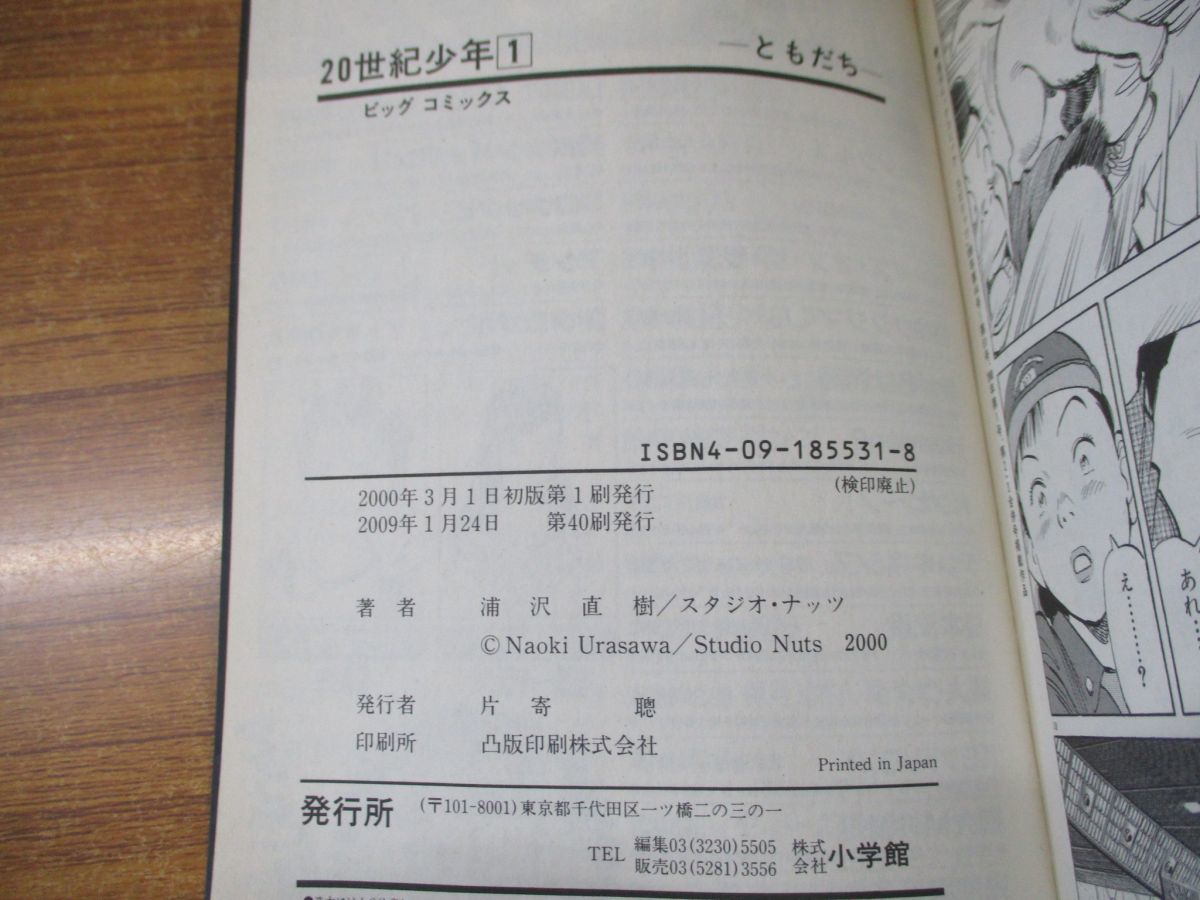 20世紀少年1 —ともだち—
ビッグ コミックス
ISBN4-09-185531-8
(検印廃止)
2000年3月1日初版第1刷発行
2009年1月24日 第40刷発行
著者 浦沢直樹/スタジオ・ナッツ
©Naoki Urasawa/Studio Nuts 2000
発行者 片寄聰
印刷所 凸版印刷株式会社
Printed in Japan
発行所 (〒101-8001)東京都千代田区一ツ橋二の三の一
TEL 編集03(3230)5505 株式会社 小学館
販売03(5281)3556
あれ…
え………?